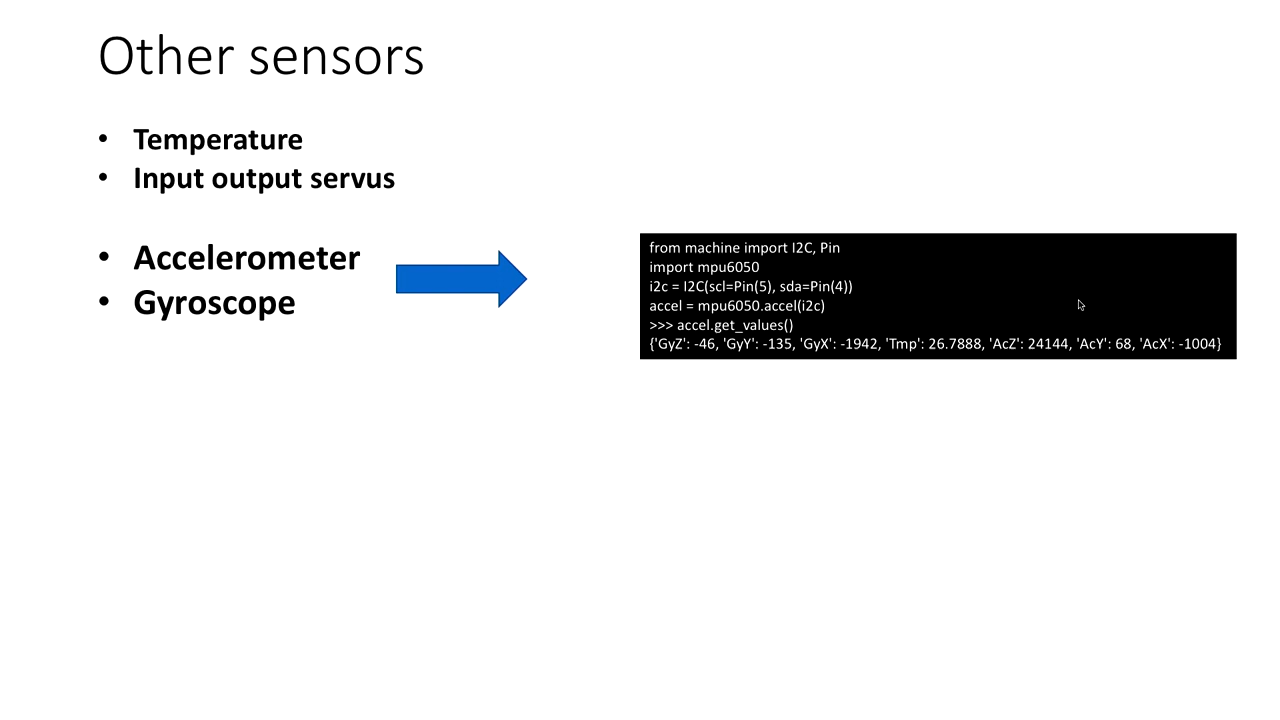 Other sensors
• Temperature
• Input output servus
• Accelerometer
• Gyroscope
from machine import I2C, Pin
import mpu6050
i2c = I2C(scl=Pin(5), sda=Pin(4))
accel = mpu6050.accel(i2c)
>>> accel.get_values()
{'GyZ': -46, 'GyY': -135, 'GyX': -1942, 'Tmp': 26.7888, 'AcZ': 24144, 'AcY': 68, 'AcX': -1004}